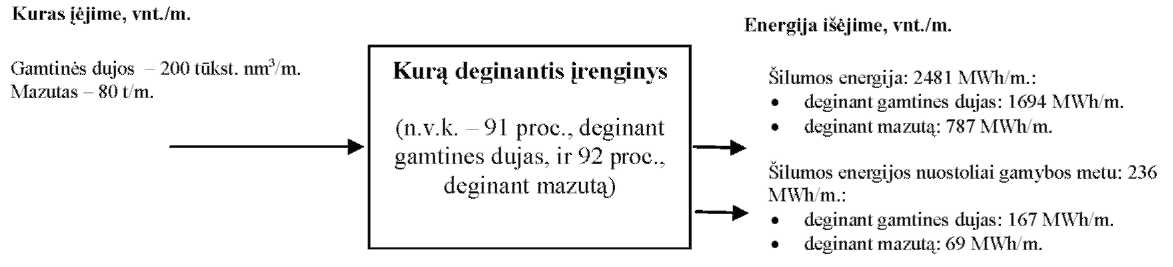 Kuras įėjime, vnt./m.
Gamtinės dujos – 200 tūkst. nm³/m.
Mazutas – 80 t/m.
Kurą deginantis įrenginys
(n.v.k. – 91 proc., deginant
gamtines dujas, ir 92 proc.,
deginant mazutą)
Energija išėjime, vnt./m.
Šilumos energija: 2481 MWh/m.:
• deginant gamtines dujas: 1694 MWh/m.
• deginant mazutą: 787 MWh/m.
Šilumos energijos nuostoliai gamybos metu: 236
MWh/m.:
• deginant gamtines dujas: 167 MWh/m.
• deginant mazutą: 69 MWh/m.